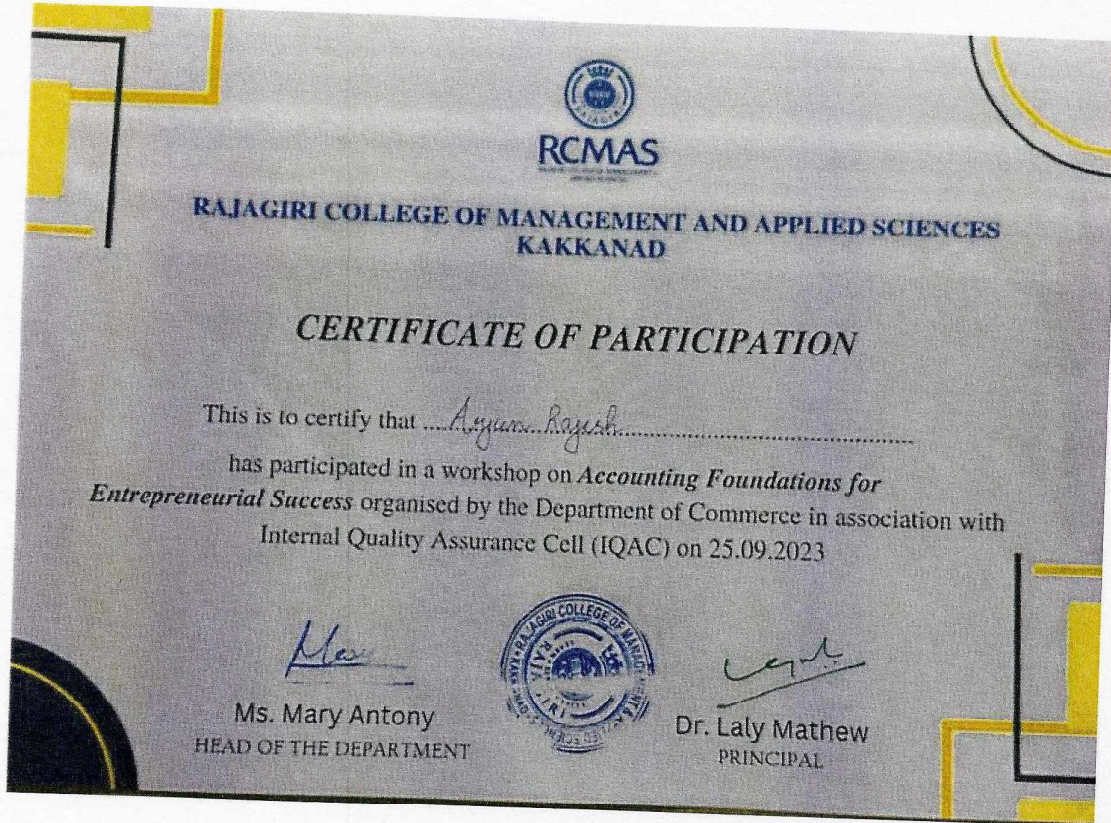 RCMAS
RAJAGIRI COLLEGE OF MANAGEMENT AND APPLIED SCIENCES
KAKKANAD
CERTIFICATE OF PARTICIPATION
This is to certify that ....Arjun Rajesh....
has participated in a workshop on Accounting Foundations for
Entrepreneurial Success organised by the Department of Commerce in association with
Internal Quality Assurance Cell (IQAC) on 25.09.2023
Ms. Mary Antony
HEAD OF THE DEPARTMENT
RAJAGIRI COLLEGE OF
Dr. Laly Mathew
PRINCIPAL